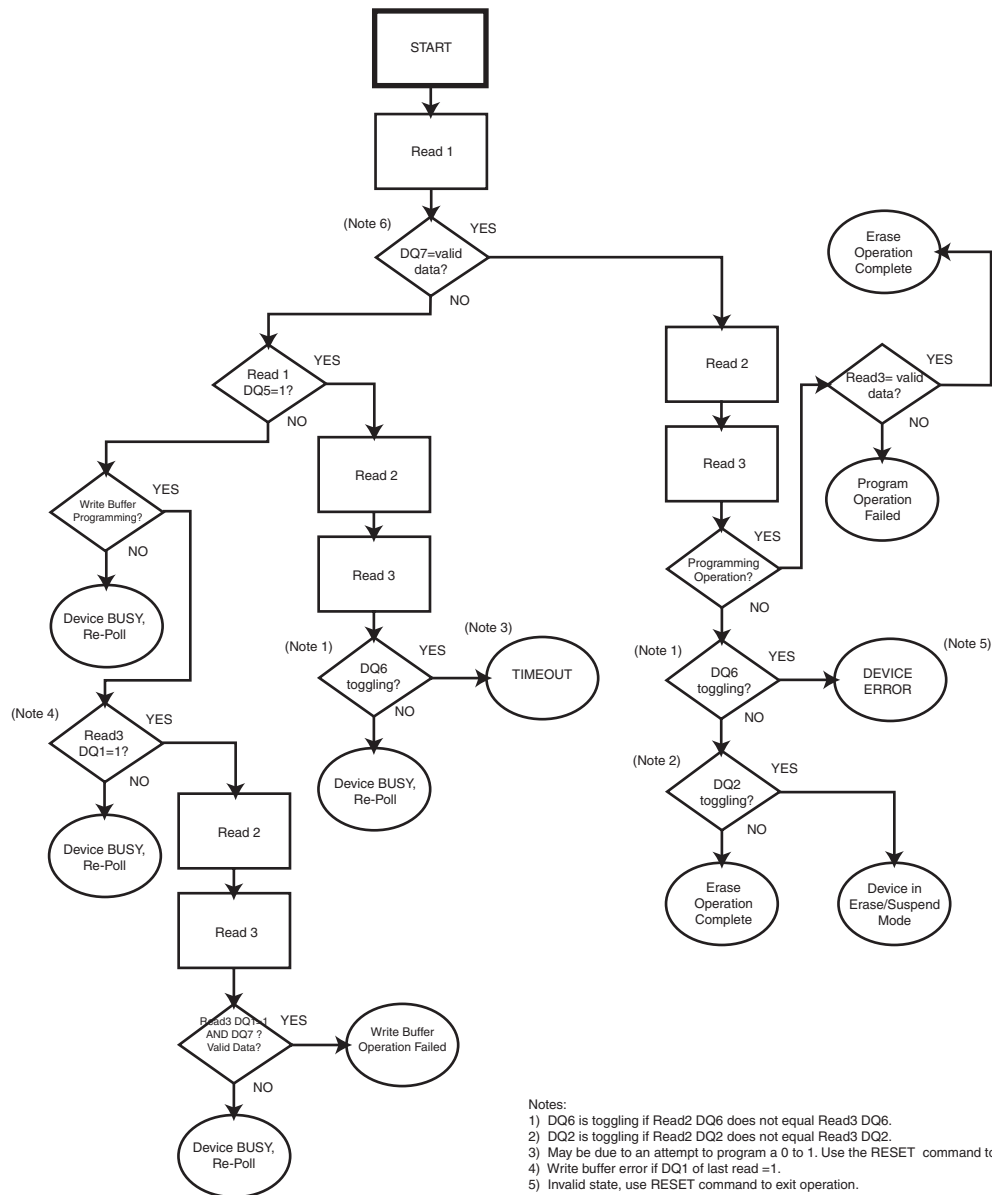 START
Read 1
(Note 6)
YES
DQ7=valid
data?
NO
Erase
Operation
Complete
Read 1
DQ5=1?
YES
NO
Read 2
Read3= valid
data?
YES
NO
Read 2
Read 3
Program
Operation
Failed
Write Buffer
Programming?
YES
NO
Device BUSY,
Re-Poll
Read 3
Programming
Operation?
YES
NO
(Note 1)
DQ6
toggling?
YES
NO
(Note 3)
TIMEOUT
(Note 1)
DQ6
toggling?
YES
NO
DEVICE
ERROR
(Note 5)
(Note 4)
Read3
DQ1=1?
YES
NO
Device BUSY,
Re-Poll
(Note 2)
DQ2
toggling?
YES
NO
Device BUSY,
Re-Poll
Read 2
Erase
Operation
Complete
Device in
Erase/Suspend
Mode
Read 3
Read3 DQ1=1
AND DQ7 ?
Valid Data?
YES
NO
Write Buffer
Operation Failed
Device BUSY,
Re-Poll
Notes:
1) DQ6 is toggling if Read2 DQ6 does not equal Read3 DQ6.
2) DQ2 is toggling if Read2 DQ2 does not equal Read3 DQ2.
3) May be due to an attempt to program a 0 to 1. Use the RESET command to
4) Write buffer error if DQ1 of last read =1.
5) Invalid state, use RESET command to exit operation.